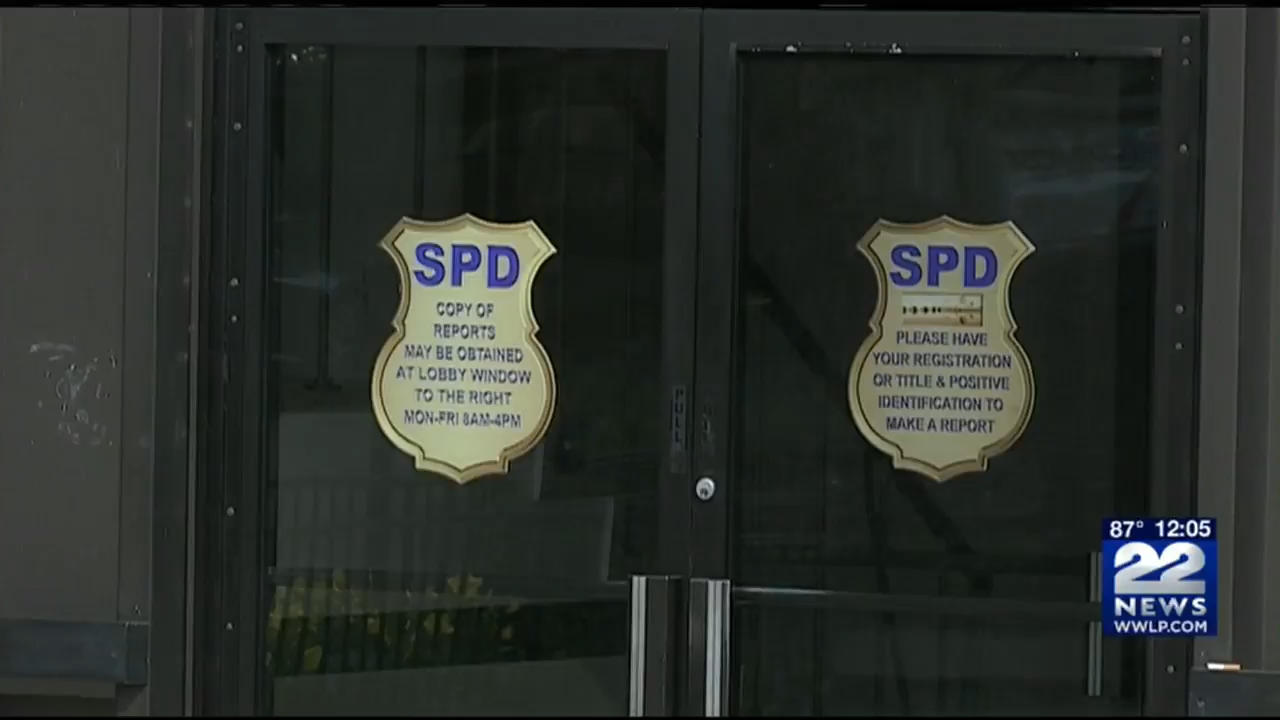 SPD
COPY OF
REPORTS
MAY BE OBTAINED
AT LOBBY WINDOW
TO THE RIGHT
MON-FRI 8AM-4PM
SPD
PLEASE HAVE
YOUR REGISTRATION
OR TITLE & POSITIVE
IDENTIFICATION TO
MAKE A REPORT
PULL
87° 12:05
22
NEWS
WWLP.COM